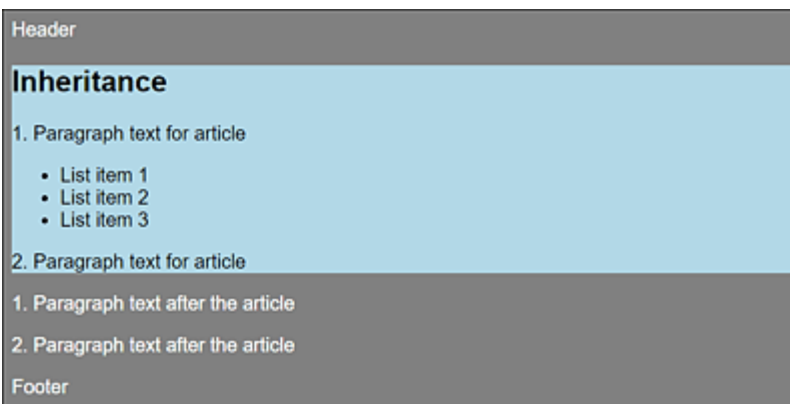 Header
Inheritance
1. Paragraph text for article
• List item 1
• List item 2
• List item 3
2. Paragraph text for article
1. Paragraph text after the article
2. Paragraph text after the article
Footer